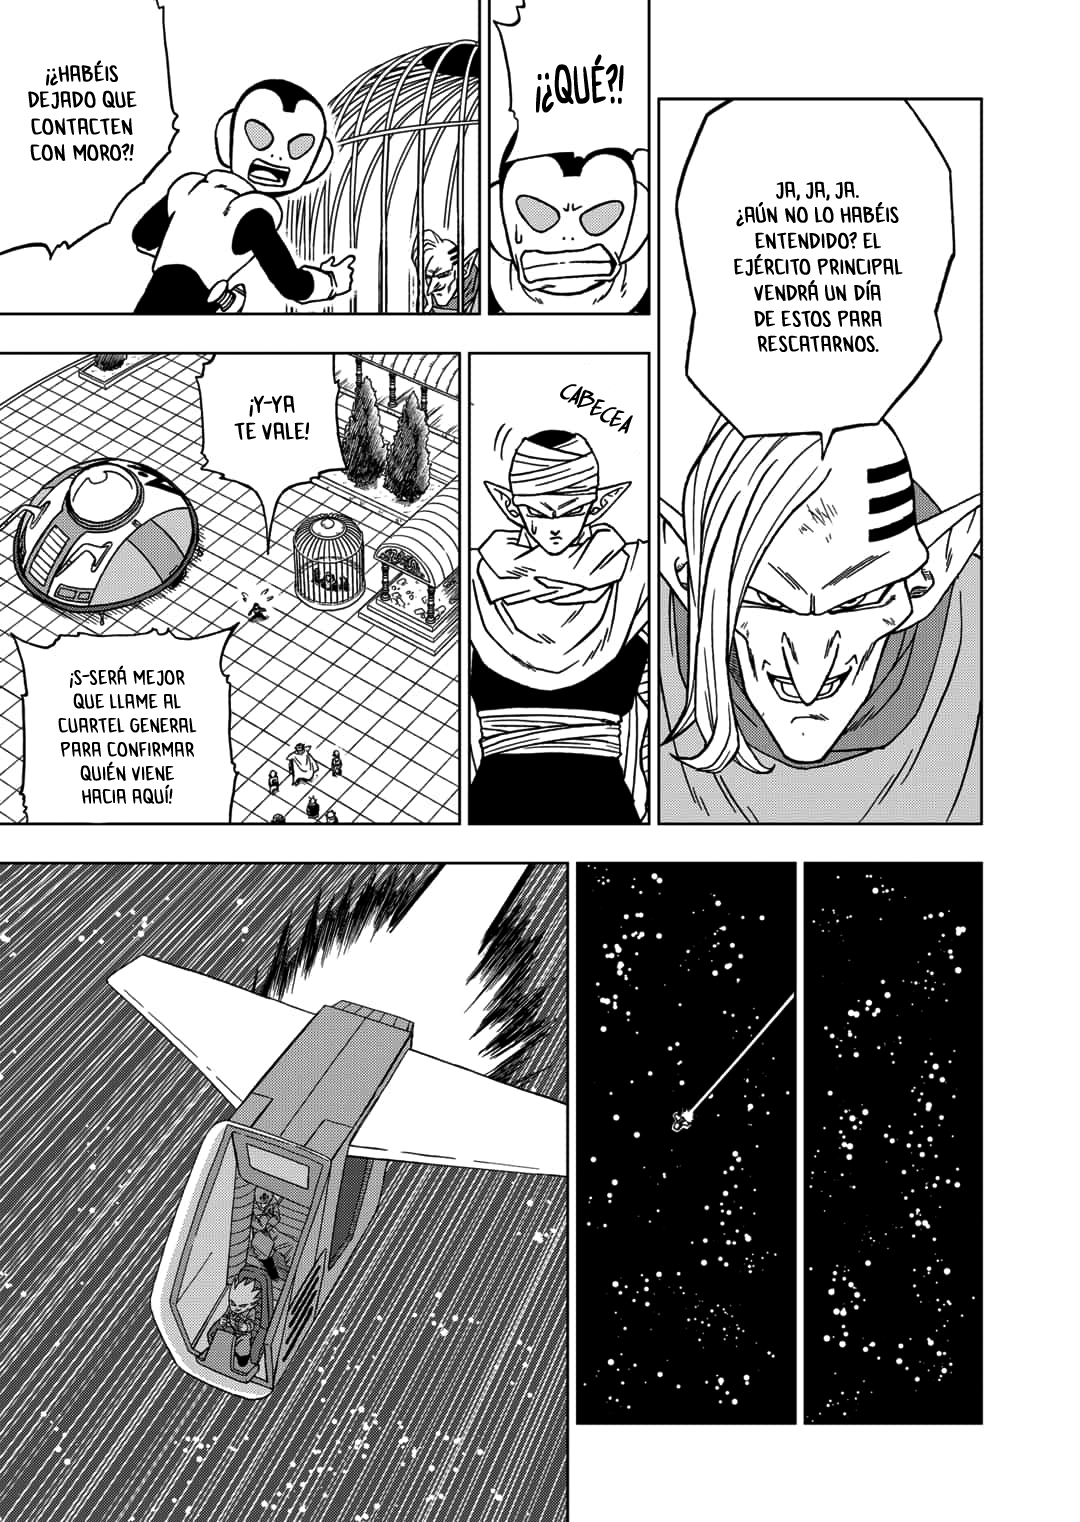 JA, JA, JA.
¿AÚN NO LO HABÉIS
ENTENDIDO? EL
EJÉRCITO PRINCIPAL
VENDRÁ UN DÍA
DE ESTOS PARA
RESCATARNOS.
¡¿QUÉ?!
¡¿HABÉIS
DEJADO QUE
CONTACTEN
CON MORO?!
CABECEA
¡Y-YA
TE VALE!
¡S-SERÁ MEJOR
QUE LLAME AL
CUARTEL GENERAL
PARA CONFIRMAR
QUIÉN VIENE
HACIA AQUÍ!